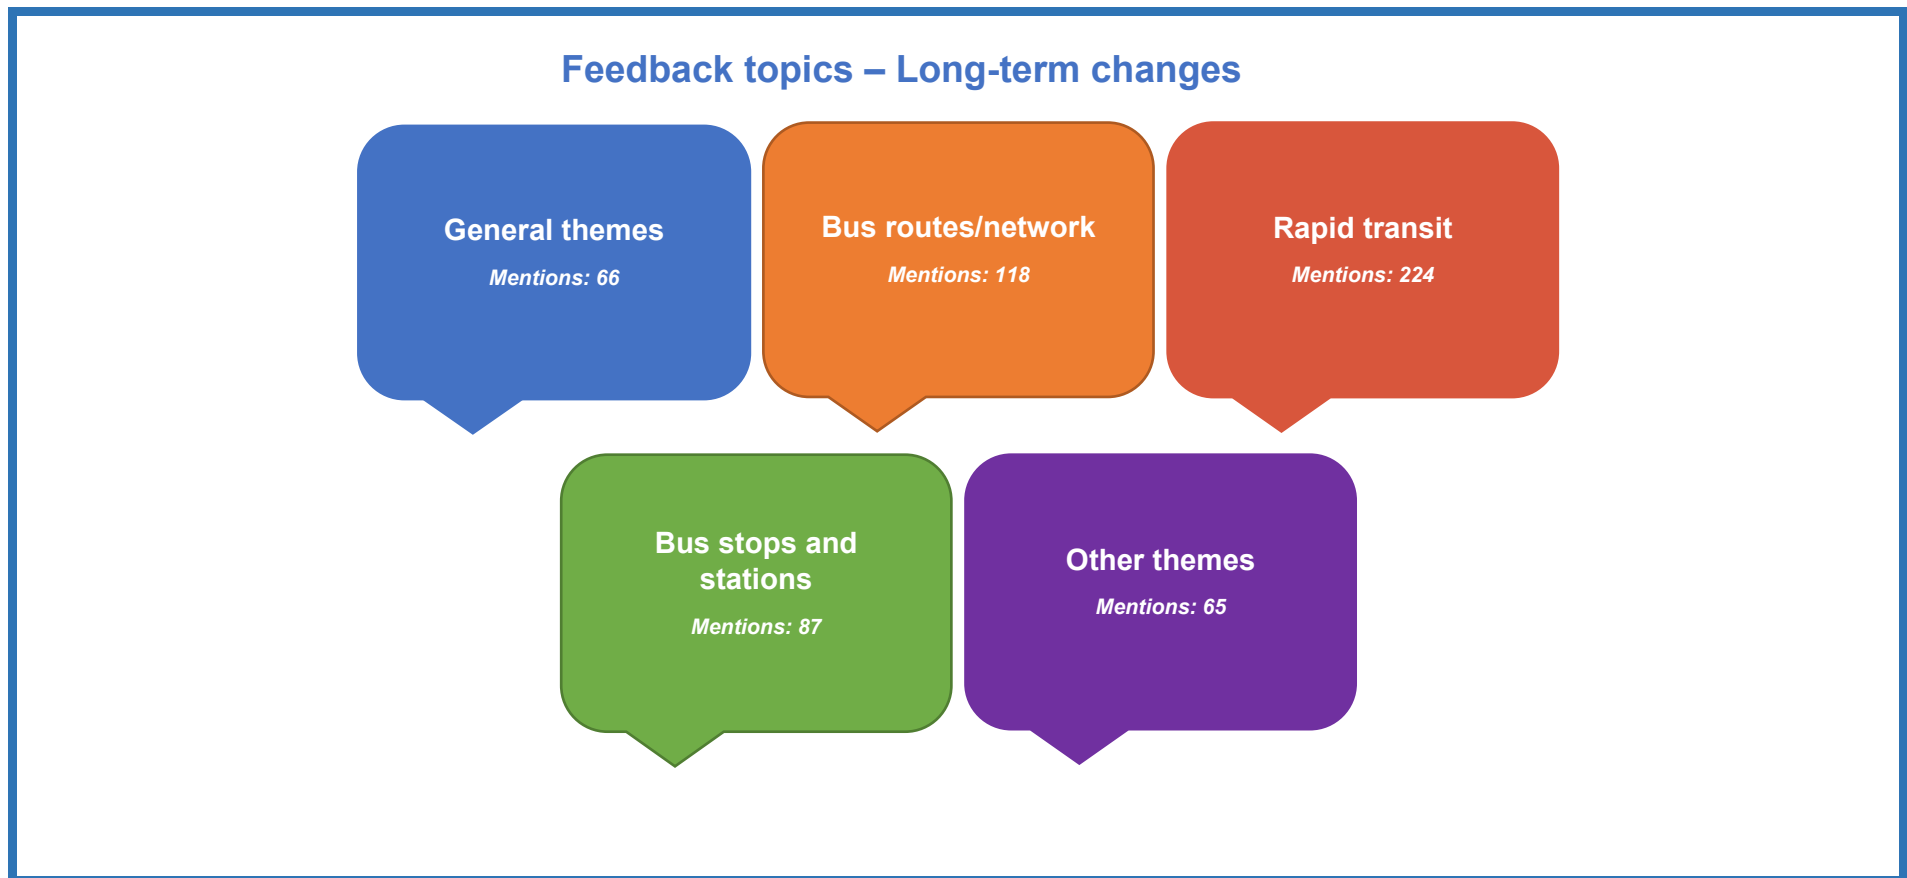 Feedback topics – Long-term changes
General themes
Mentions: 66
Bus routes/network
Mentions: 118
Rapid transit
Mentions: 224
Bus stops and
stations
Mentions: 87
Other themes
Mentions: 65